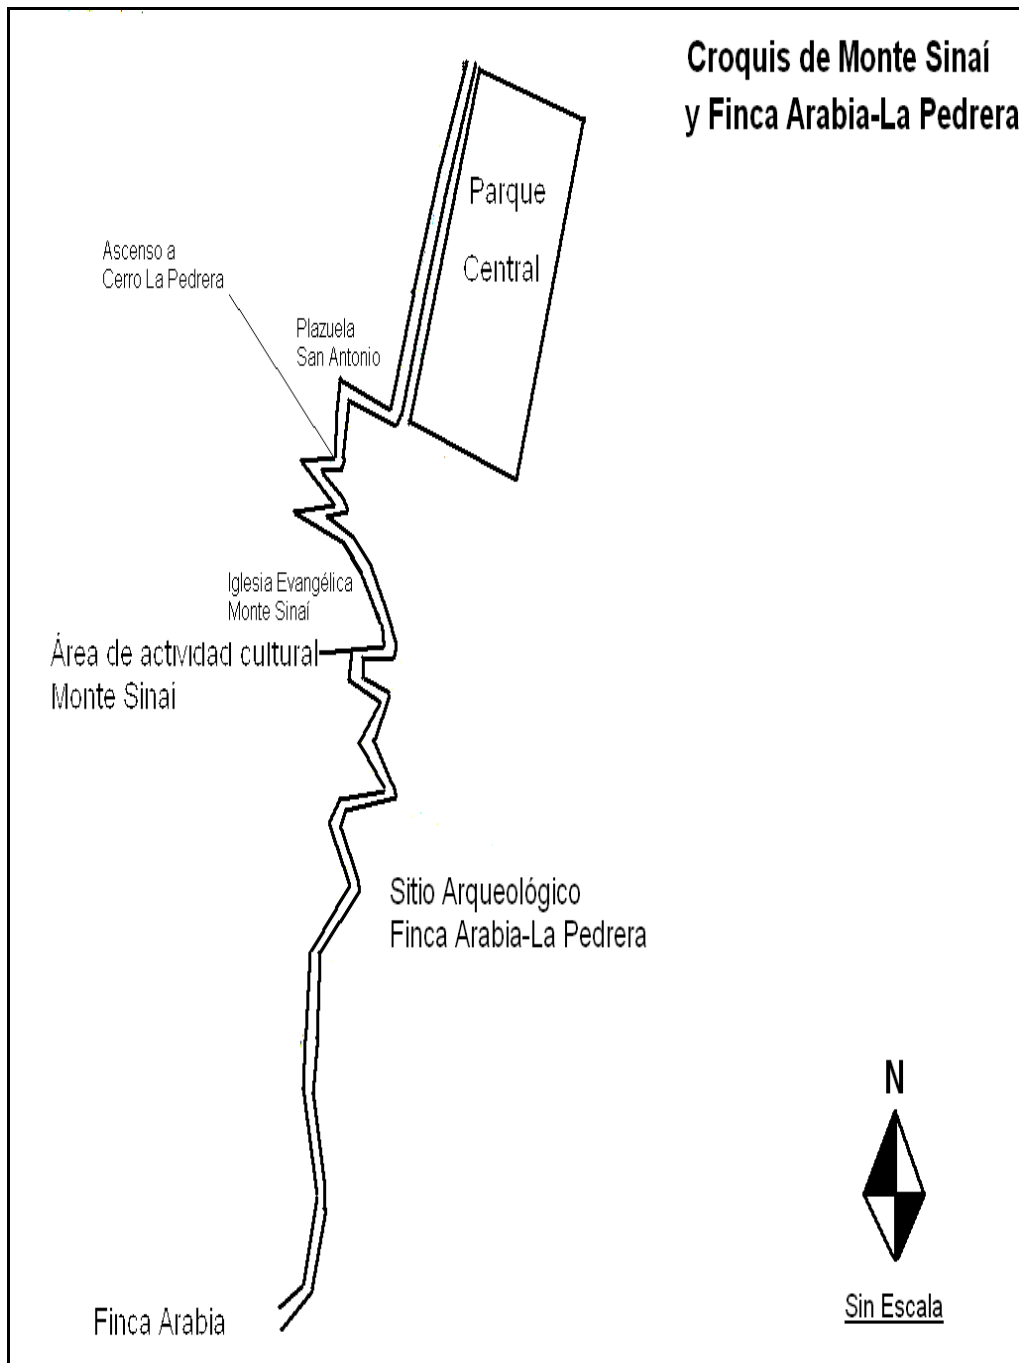 Croquis de Monte Sinaí
y Finca Arabia-La Pedrera
Parque
Central
Ascenso a
Cerro La Pedrera
Plazuela
San Antonio
Iglesia Evangélica
Monte Sinaí
Área de actividad cultural
Monte Sinaí
Sitio Arqueológico
Finca Arabia-La Pedrera
N
Sin Escala
Finca Arabia